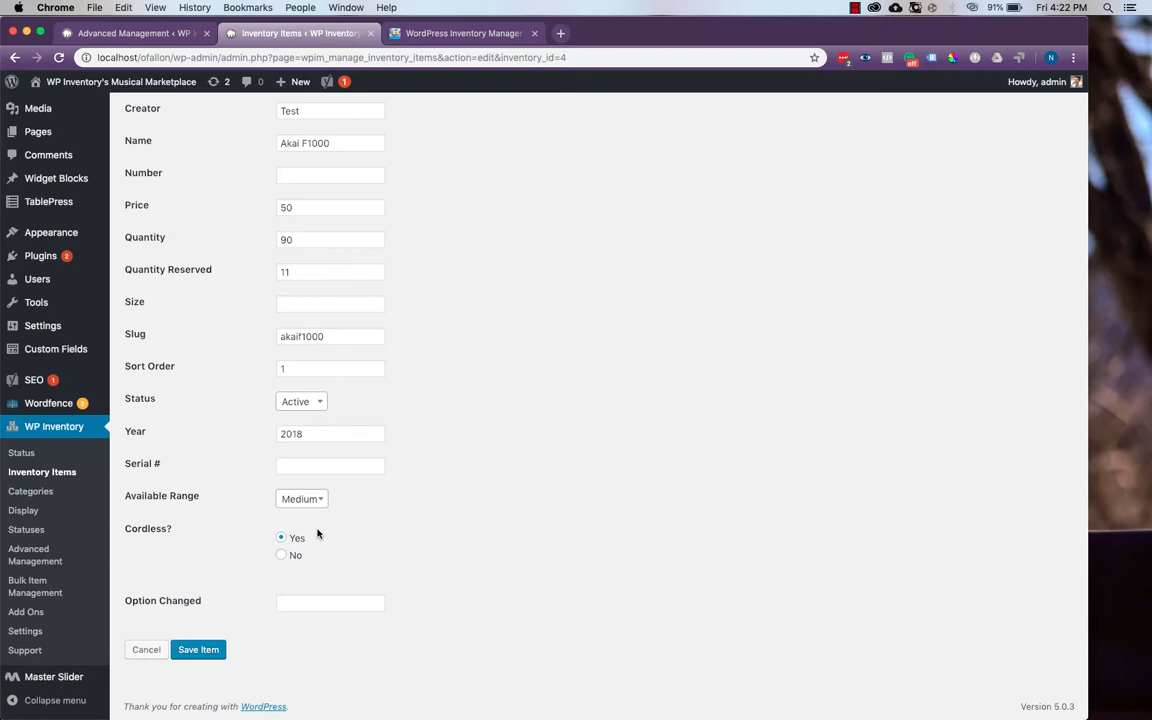 Chrome File Edit View History Bookmarks People Window Help 91% Fri 4:22 PM
Advanced Management ‹ WP I
Inventory Items ‹ WP Inventory
WordPress Inventory Manager
localhost/ofallon/wp-admin/admin.php?page=wpim_manage_inventory_items&action=edit&inventory_id=4
2
off
N
WP Inventory's Musical Marketplace 2 0 New 1 Howdy, admin
Media
Pages
Comments
Widget Blocks
TablePress
Appearance
Plugins 2
Users
Tools
Settings
Custom Fields
SEO 1
Wordfence 2
WP Inventory
Status
Inventory Items
Categories
Display
Statuses
Advanced
Management
Bulk Item
Management
Add Ons
Settings
Support
Master Slider
Collapse menu
Creator Test
Name Akai F1000
Number
Price 50
Quantity 90
Quantity Reserved 11
Size
Slug akaif1000
Sort Order 1
Status Active
Year 2018
Serial #
Available Range Medium
Cordless?
Yes
No
Option Changed
Cancel Save Item
Thank you for creating with WordPress. Version 5.0.3